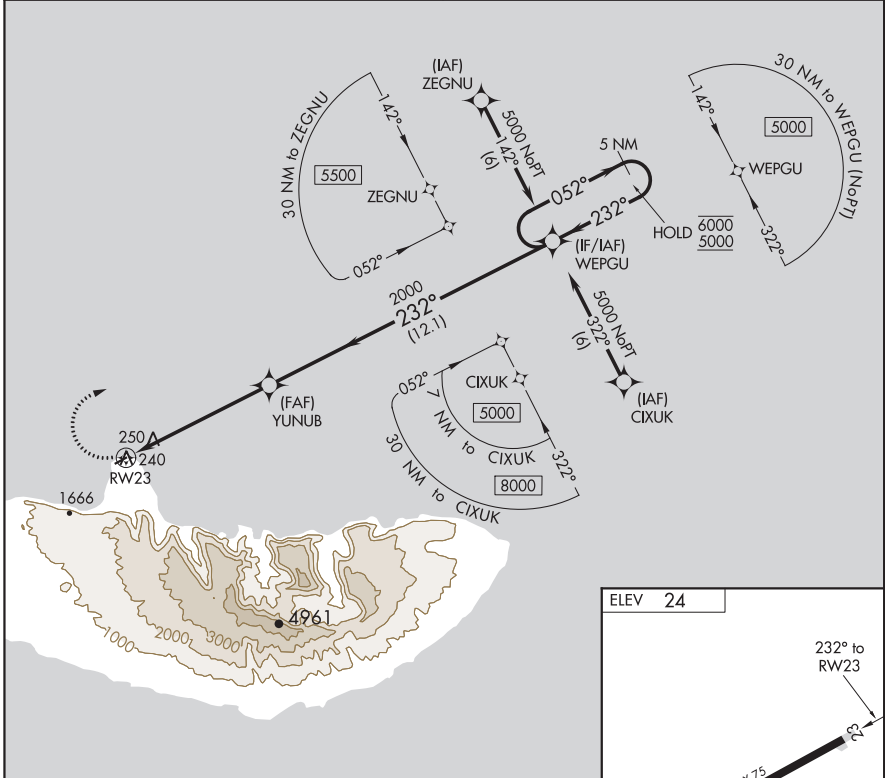 (IAF)
ZEGNU
30 NM to ZEGNU
142°
5500
ZEGNU
052°
5000 NoPT
142°
(6)
5 NM
052°
232°
HOLD
6000
5000
(IF/IAF)
WEPGU
30 NM to WEPGU (NoPT)
142°
5000
WEPGU
322°
2000
232°
(12.1)
5000 NoPT
322°
(6)
(IAF)
CIXUK
052°
CIXUK
5000
7 NM to CIXUK
322°
8000
30 NM to CIXUK
(FAF)
YUNUB
250
240
RW23
1666
4961
1000
2000
3000
ELEV 24
232° to
RW23
23